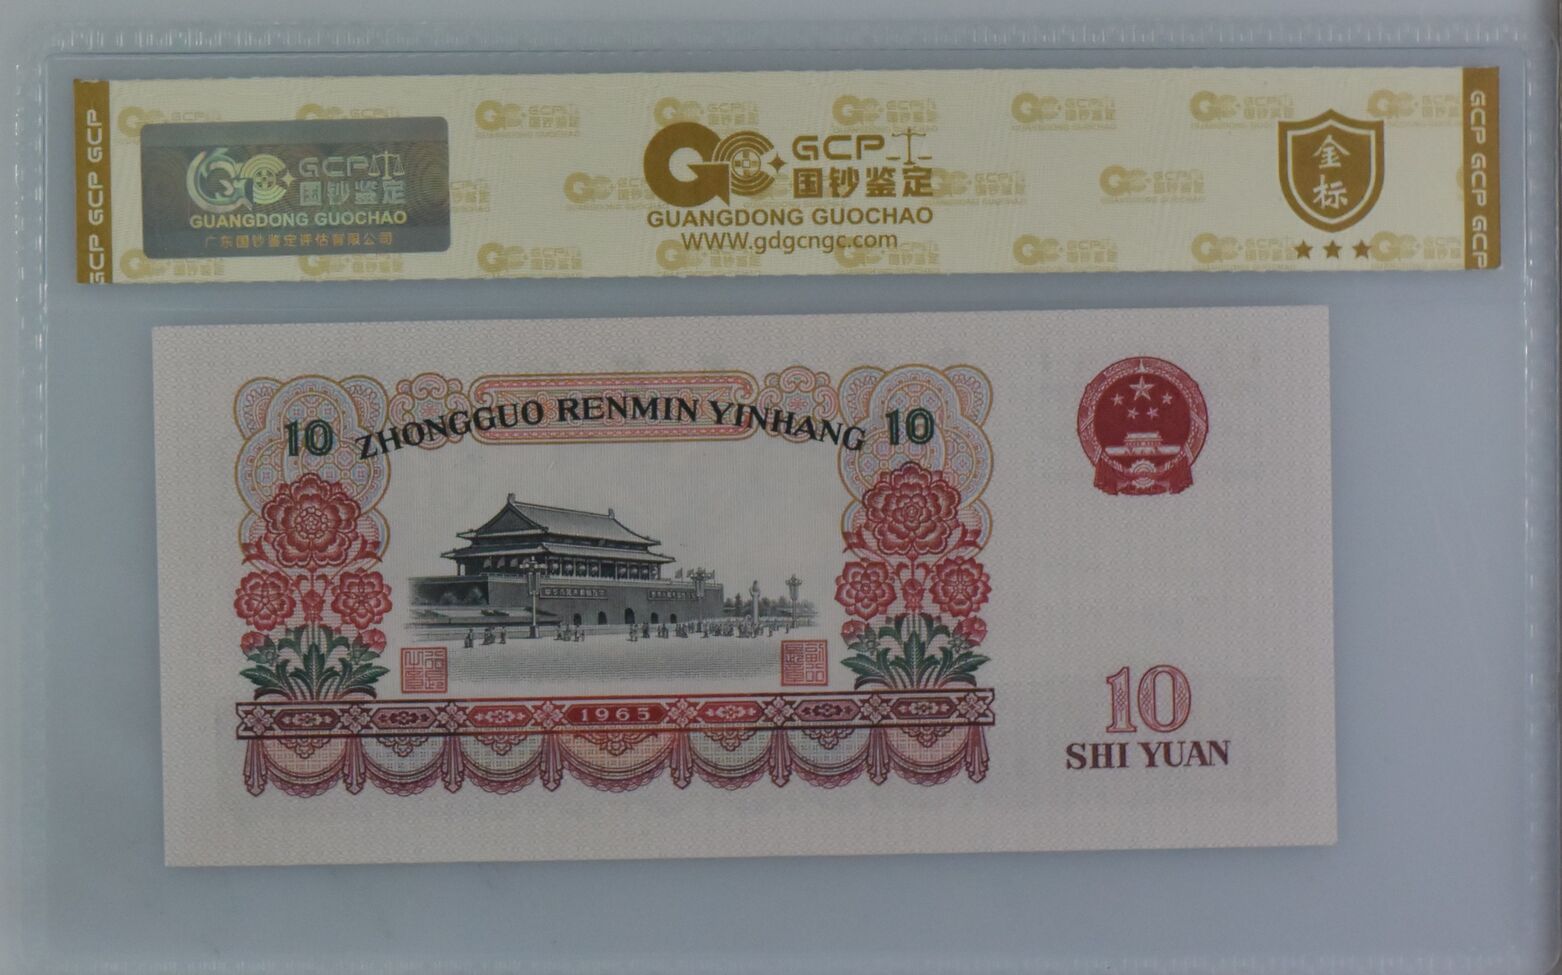 GCP GCP GCP
GCP
国钞鉴定
GUANGDONG GUOCHAO
广东国钞鉴定评估有限公司
GCP
国钞鉴定
GUANGDONG GUOCHAO
WWW.gdgcngc.com
金标
GCP GCP GCP
10 ZHONGGUO RENMIN YINHANG 10
1965
10
SHI YUAN